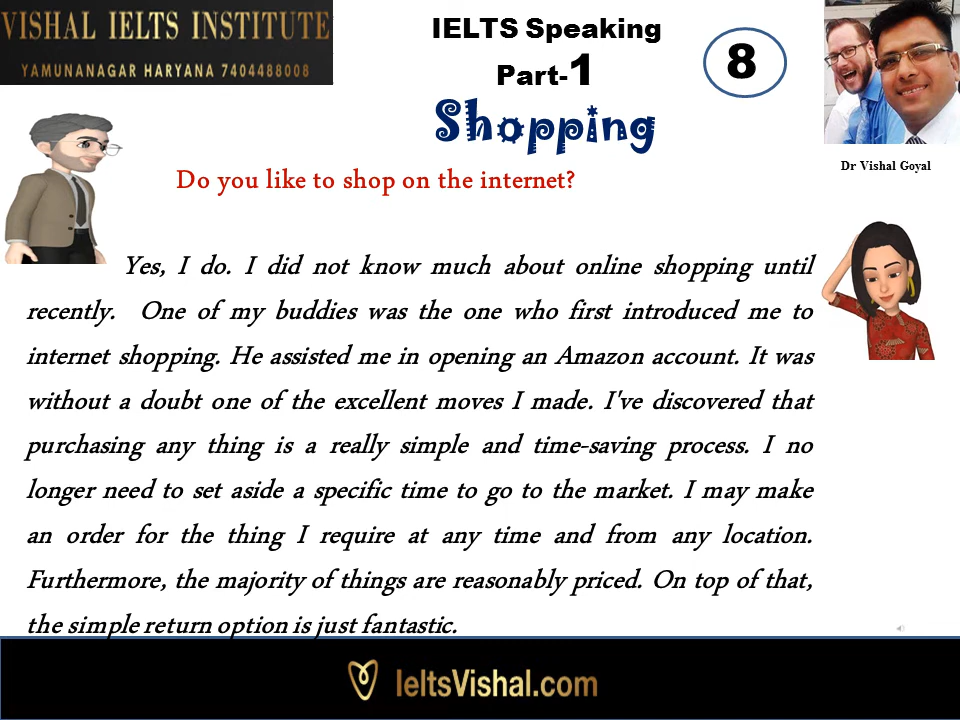 VISHAL IELTS INSTITUTE
YAMUNANAGAR HARYANA 7404488008
IELTS Speaking
Part-1
8
Shopping
Dr Vishal Goyal
Do you like to shop on the internet?
Yes, I do. I did not know much about online shopping until
recently. One of my buddies was the one who first introduced me to
internet shopping. He assisted me in opening an Amazon account. It was
without a doubt one of the excellent moves I made. I've discovered that
purchasing any thing is a really simple and time-saving process. I no
longer need to set aside a specific time to go to the market. I may make
an order for the thing I require at any time and from any location.
Furthermore, the majority of things are reasonably priced. On top of that,
the simple return option is just fantastic.
IeltsVishal.com